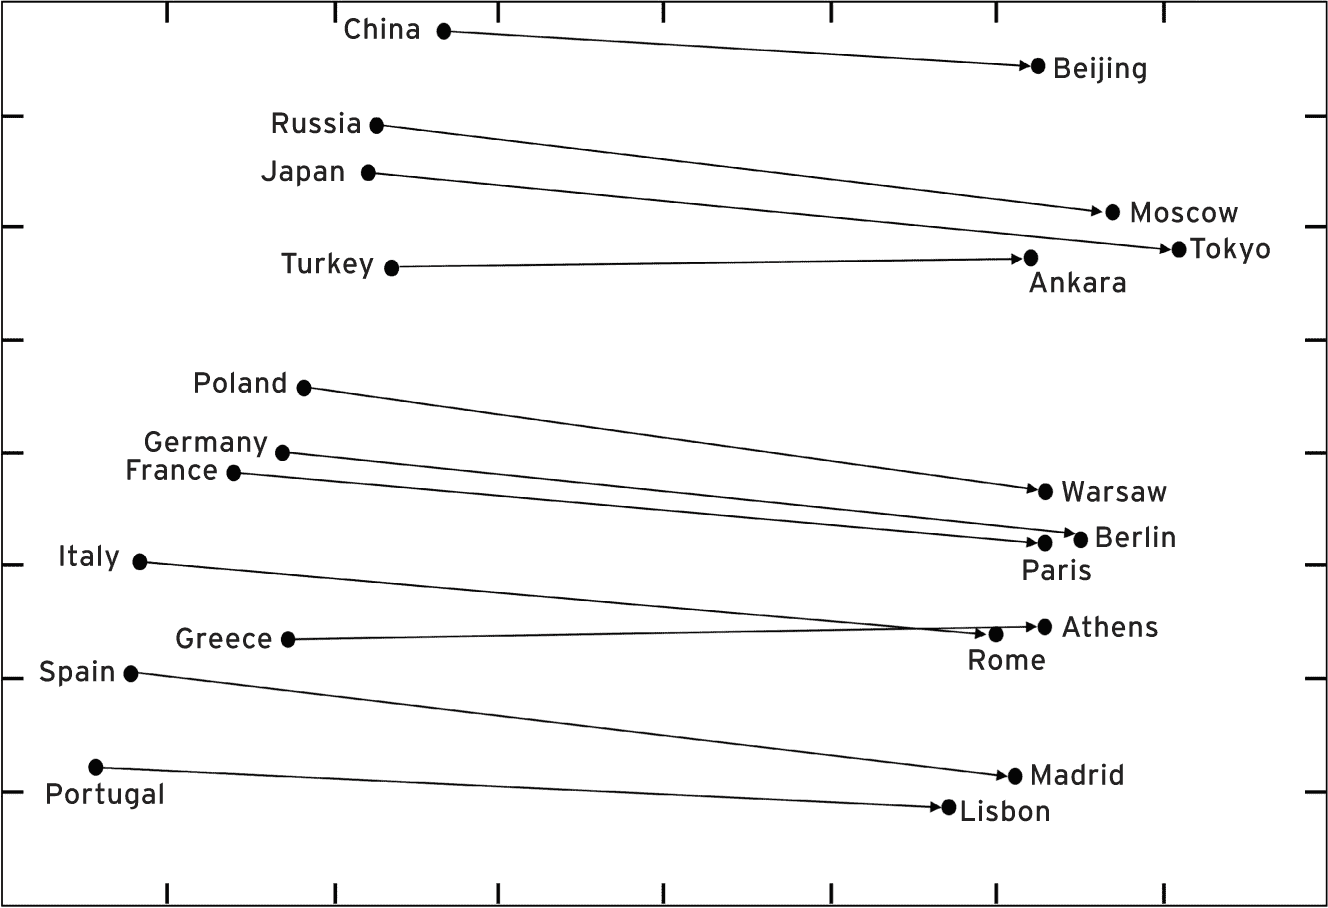 China
Beijing
Russia
Japan
Moscow
Tokyo
Turkey
Ankara
Poland
Germany
France
Warsaw
Berlin
Italy
Paris
Greece
Athens
Rome
Spain
Madrid
Portugal
Lisbon